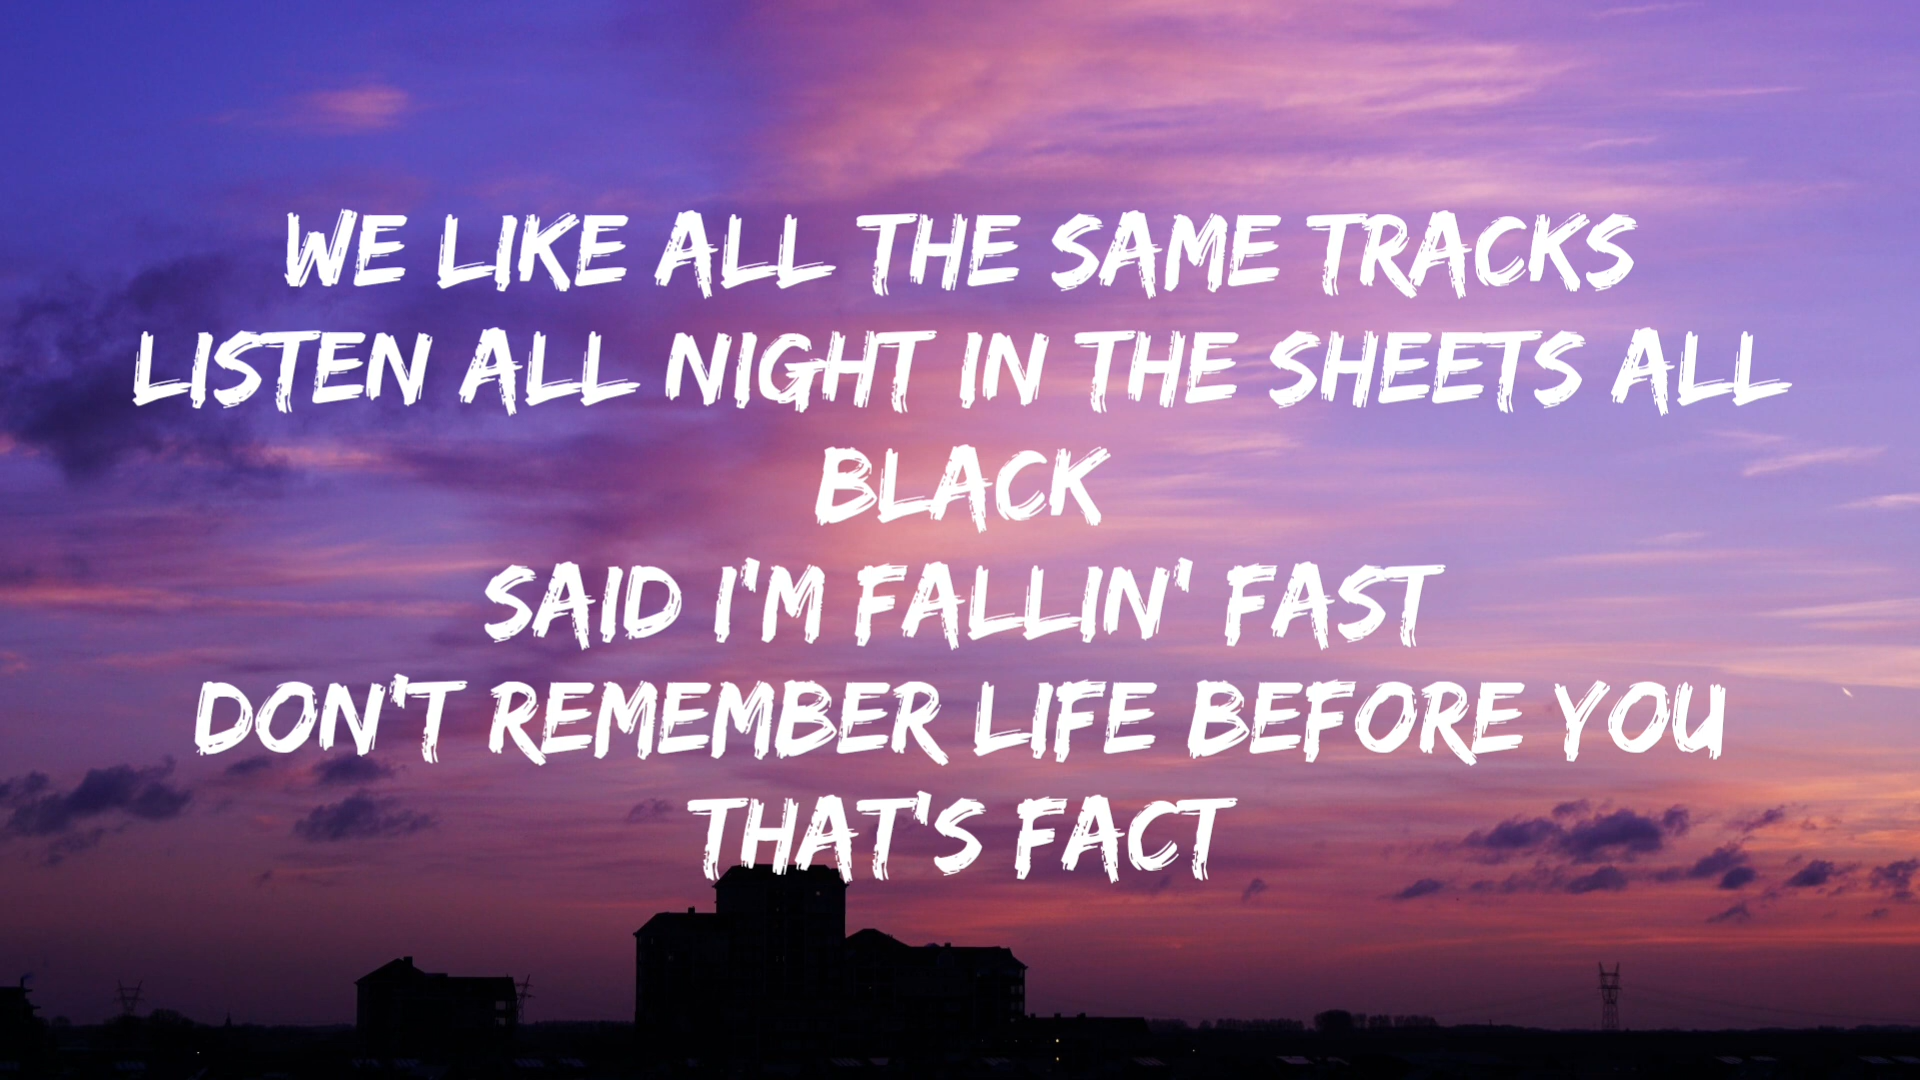 WE LIKE ALL THE SAME TRACKS
LISTEN ALL NIGHT IN THE SHEETS ALL
BLACK
SAID I'M FALLIN' FAST
DON'T REMEMBER LIFE BEFORE YOU
THAT'S FACT